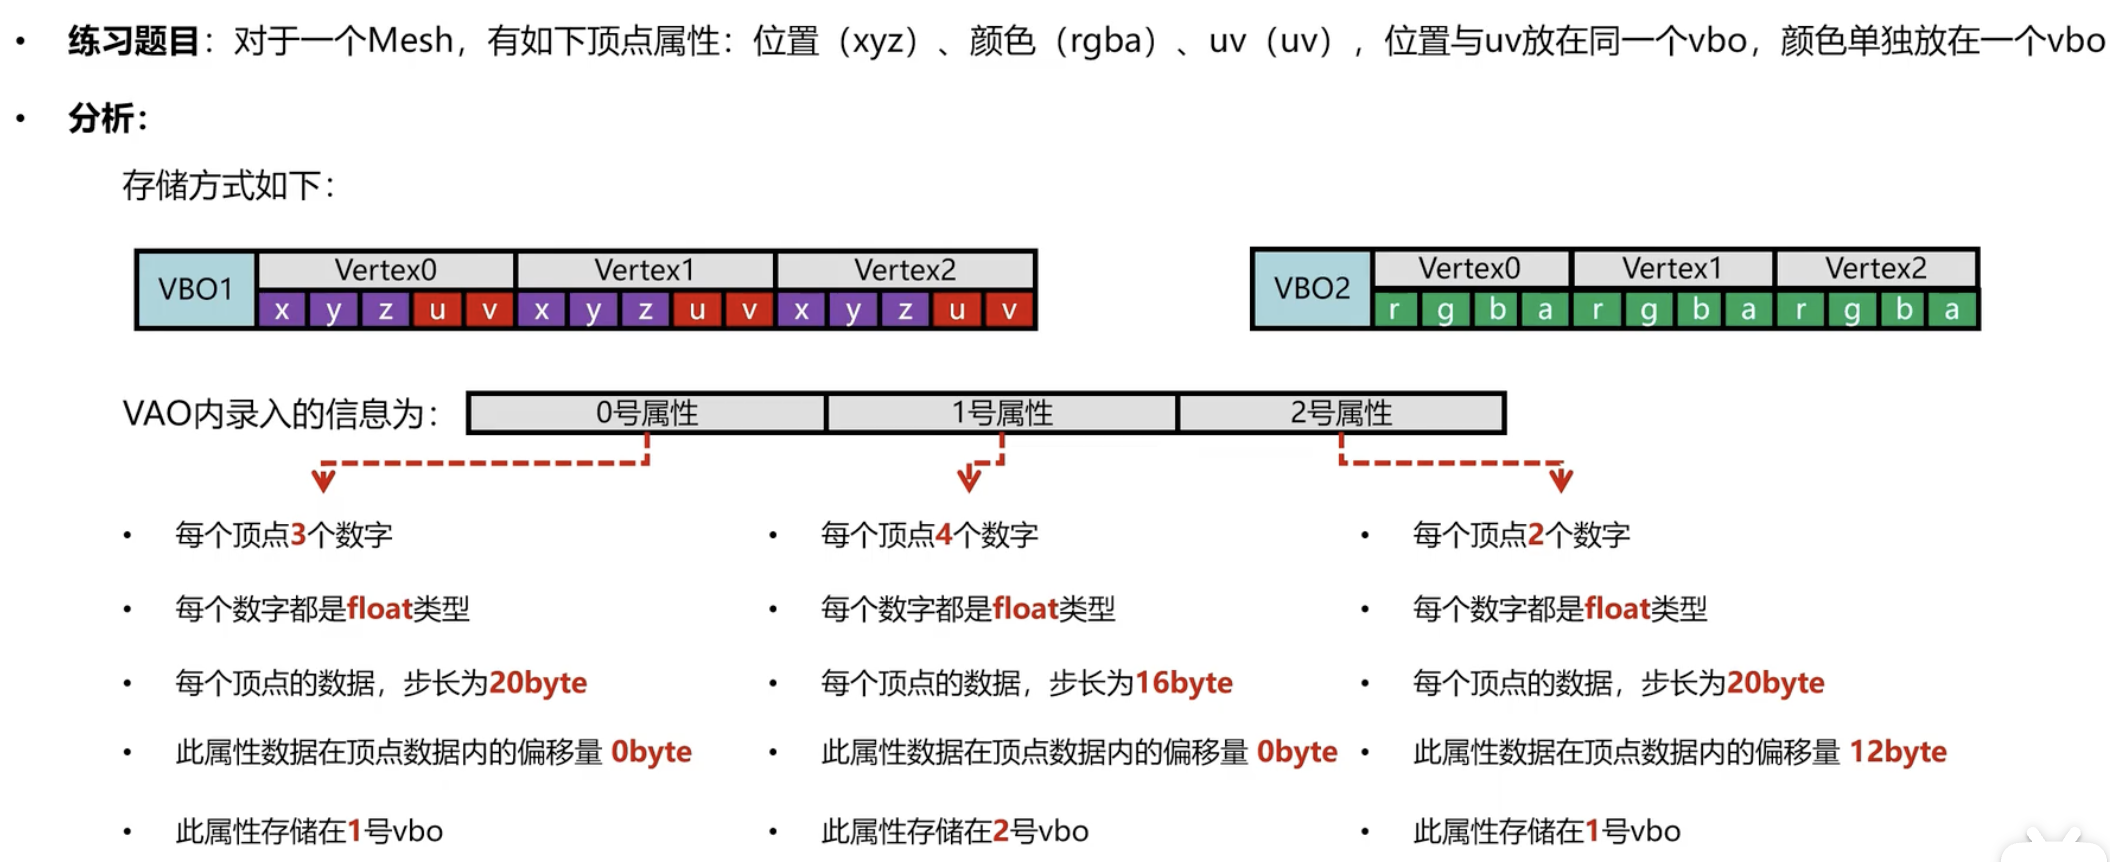 • 练习题目：对于一个Mesh，有如下顶点属性：位置（xyz）、颜色（rgba）、uv（uv），位置与uv放在同一个vbo，颜色单独放在一个vbo
• 分析：
存储方式如下：
VBO1 Vertex0 Vertex1 Vertex2
x y z u v x y z u v x y z u v
VBO2 Vertex0 Vertex1 Vertex2
r g b a r g b a r g b a
VAO内录入的信息为： 0号属性 1号属性 2号属性
• 每个顶点3个数字
• 每个数字都是float类型
• 每个顶点的数据，步长为20byte
• 此属性数据在顶点数据内的偏移量 0byte
• 此属性存储在1号vbo
• 每个顶点4个数字
• 每个数字都是float类型
• 每个顶点的数据，步长为16byte
• 此属性数据在顶点数据内的偏移量 0byte
• 此属性存储在2号vbo
• 每个顶点2个数字
• 每个数字都是float类型
• 每个顶点的数据，步长为20byte
• 此属性数据在顶点数据内的偏移量 12byte
• 此属性存储在1号vbo